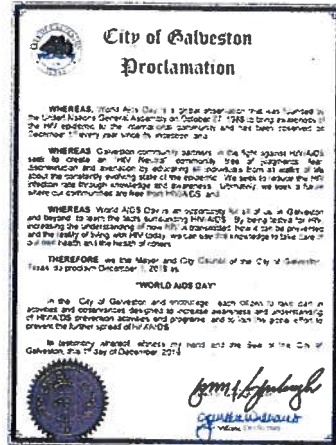 City of Galveston
Proclamation
WHEREAS, World Aids Day is a global observation that was founded by
the United Nations General Assembly on October 27, 1988 to bring awareness of
the HIV epidemic to the international community and has been observed on
December 1st every year since its inception; and
WHEREAS Galveston community partners in the fight against HIV/AIDS
seek to create an "HIV Neutral" community free of judgments, fear,
discrimination and alienation by educating all individuals from all walks of life
about the constantly evolving state of the epidemic. We seek to reduce the HIV
infection rate through knowledge and awareness. Ultimately, we seek a future
where our communities are free from HIV/AIDS; and
WHEREAS World AIDS Day is an opportunity for all of us in Galveston
and beyond to learn the facts surrounding HIV/AIDS. By being tested for HIV,
increasing the understanding of how HIV is transmitted, how it can be prevented
and the reality of living with HIV today, we can use this knowledge to take care of
our own health and the health of others.
THEREFORE we the Mayor and City Council of the City of Galveston,
Texas, do proclaim December 1, 2016 as
"WORLD AIDS DAY"
in the City of Galveston and encourage each citizen to take part in
activities and observances designed to increase awareness and understanding
of HIV/AIDS prevention activities and programs, and to join the global effort to
prevent the further spread of HIV/AIDS.
In testimony whereof, witness my hand and the Seal of the City of
Galveston, this 1st day of December 2016